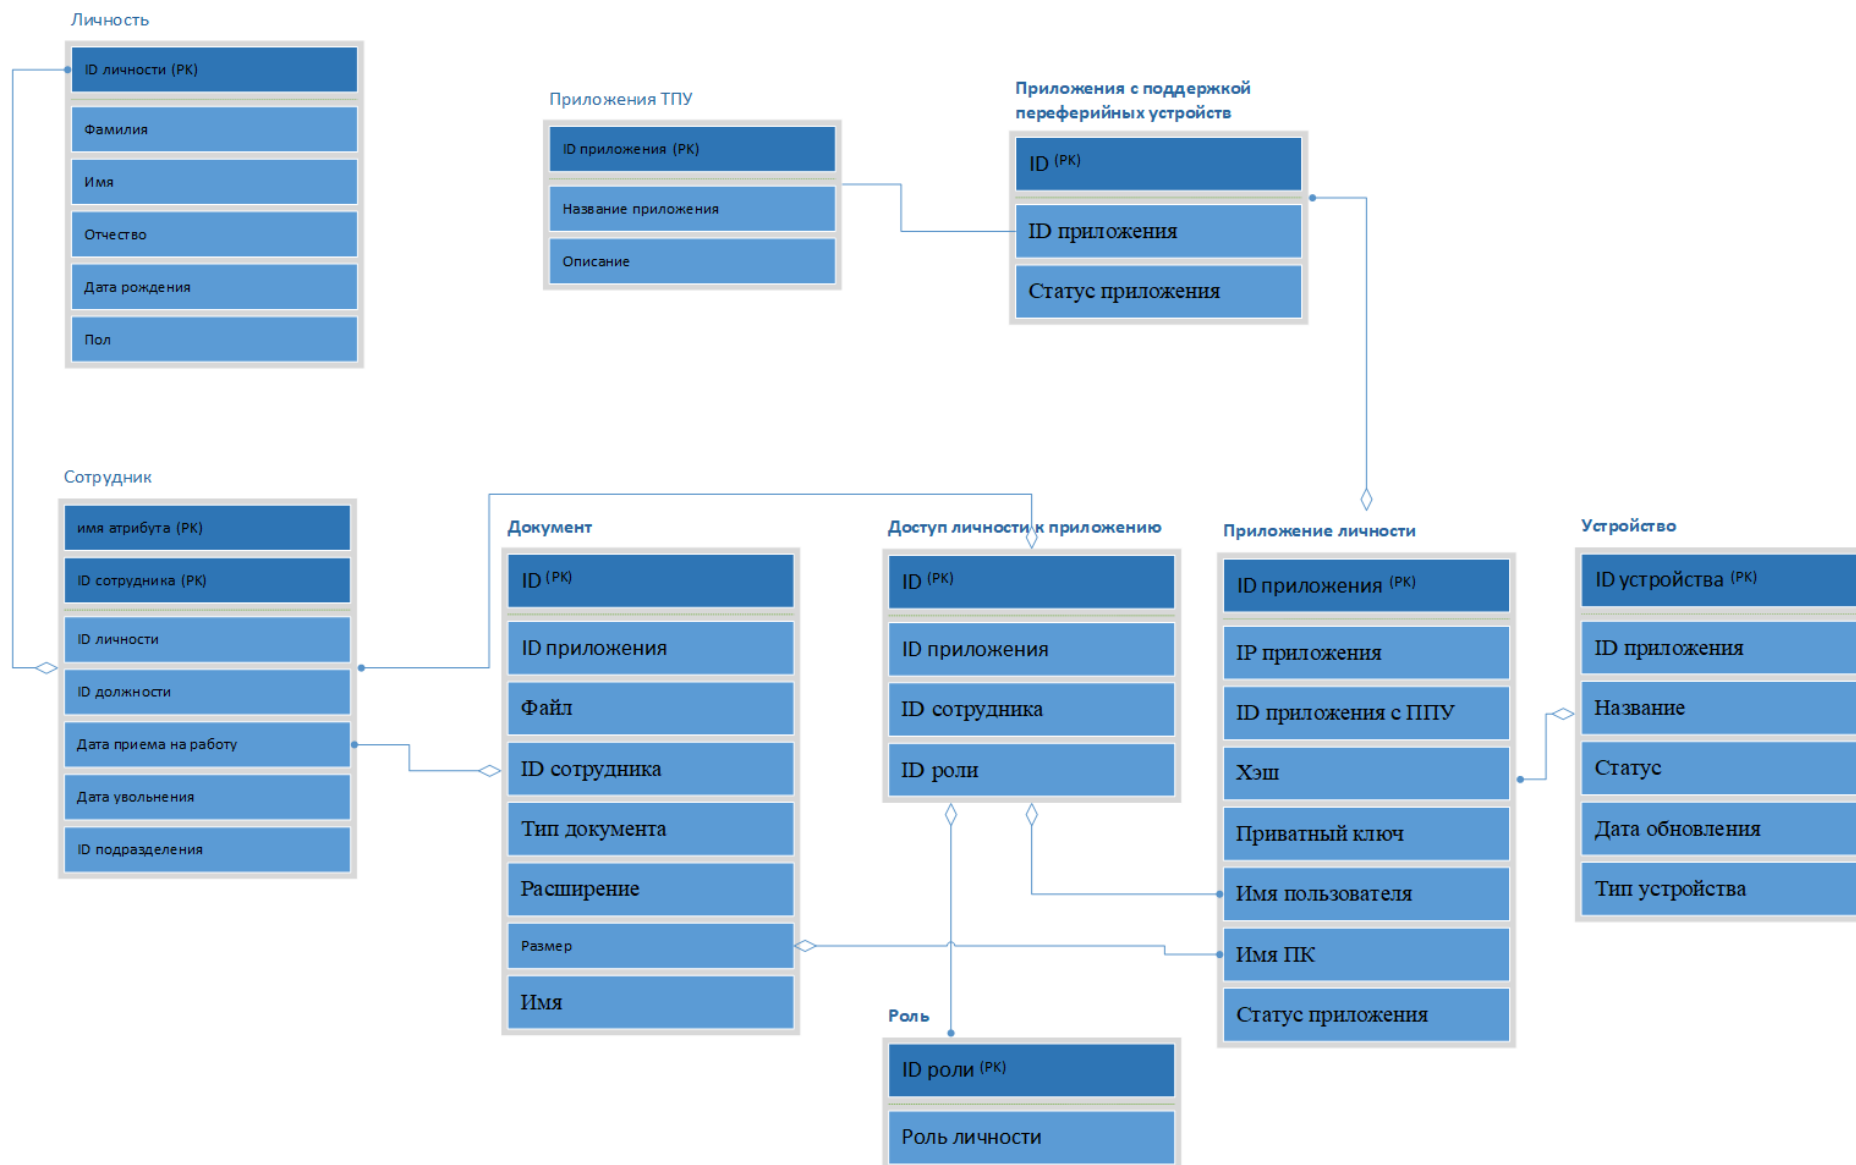 Личность
ID личности (PK)
Фамилия
Имя
Отчество
Дата рождения
Пол
Приложения ТПУ
ID приложения (PK)
Название приложения
Описание
Приложения с поддержкой
переферийных устройств
ID (PK)
ID приложения
Статус приложения
Сотрудник
имя атрибута (PK)
ID сотрудника (PK)
ID личности
ID должности
Дата приема на работу
Дата увольнения
ID подразделения
Документ
ID (PK)
ID приложения
Файл
ID сотрудника
Тип документа
Расширение
Размер
Имя
Доступ личности к приложению
ID (PK)
ID приложения
ID сотрудника
ID роли
Роль
ID роли (PK)
Роль личности
Приложение личности
ID приложения (PK)
IP приложения
ID приложения с ППУ
Хэш
Приватный ключ
Имя пользователя
Имя ПК
Статус приложения
Устройство
ID устройства (PK)
ID приложения
Название
Статус
Дата обновления
Тип устройства